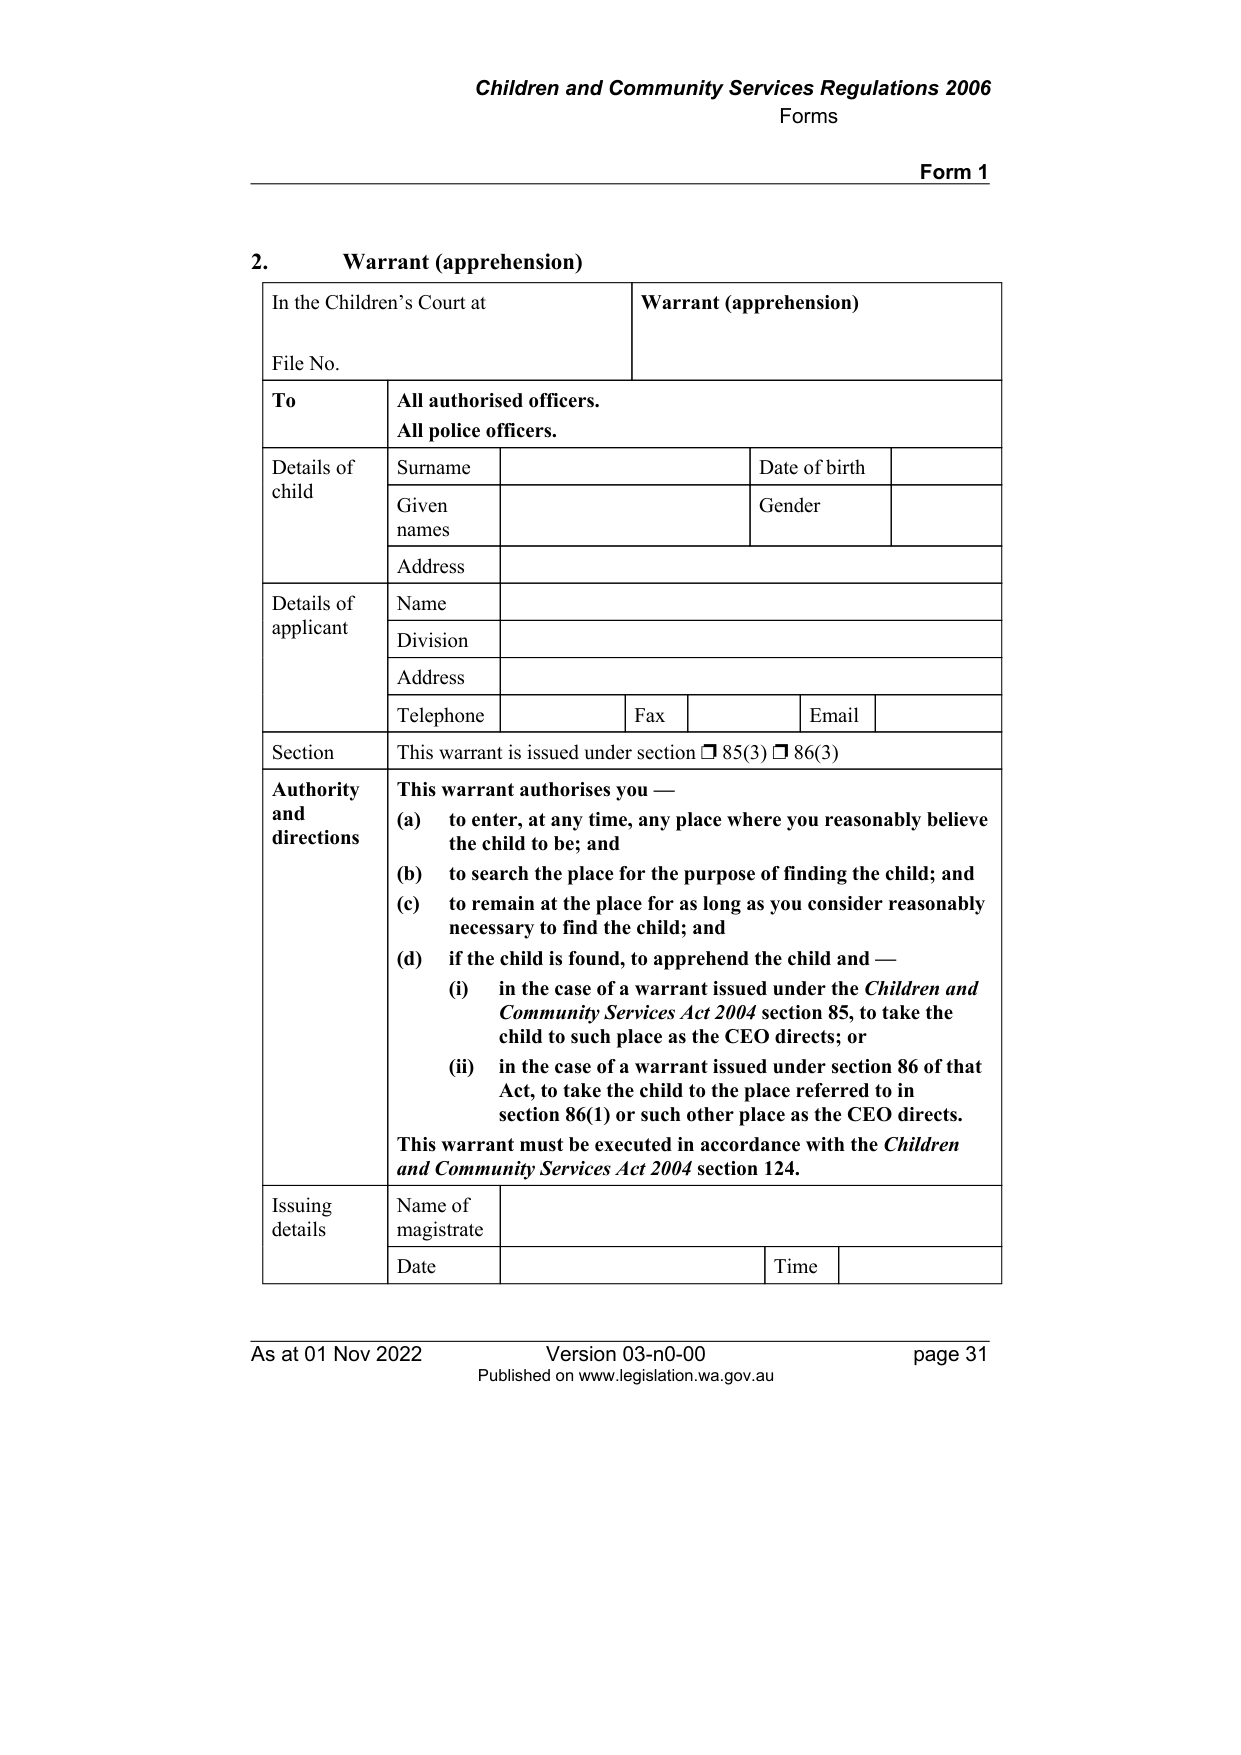 Children and Community Services Regulations 2006
Forms
Form 1
2. Warrant (apprehension)
In the Children’s Court at
File No.
Warrant (apprehension)
To
All authorised officers.
All police officers.
Details of
child
Surname
Date of birth
Given
names
Gender
Address
Details of
applicant
Name
Division
Address
Telephone
Fax
Email
Section
This warrant is issued under section ❐ 85(3) ❐ 86(3)
Authority
and
directions
This warrant authorises you —
(a) to enter, at any time, any place where you reasonably believe
the child to be; and
(b) to search the place for the purpose of finding the child; and
(c) to remain at the place for as long as you consider reasonably
necessary to find the child; and
(d) if the child is found, to apprehend the child and —
(i) in the case of a warrant issued under the Children and
Community Services Act 2004 section 85, to take the
child to such place as the CEO directs; or
(ii) in the case of a warrant issued under section 86 of that
Act, to take the child to the place referred to in
section 86(1) or such other place as the CEO directs.
This warrant must be executed in accordance with the Children
and Community Services Act 2004 section 124.
Issuing
details
Name of
magistrate
Date
Time
As at 01 Nov 2022 Version 03-n0-00 page 31
Published on www.legislation.wa.gov.au